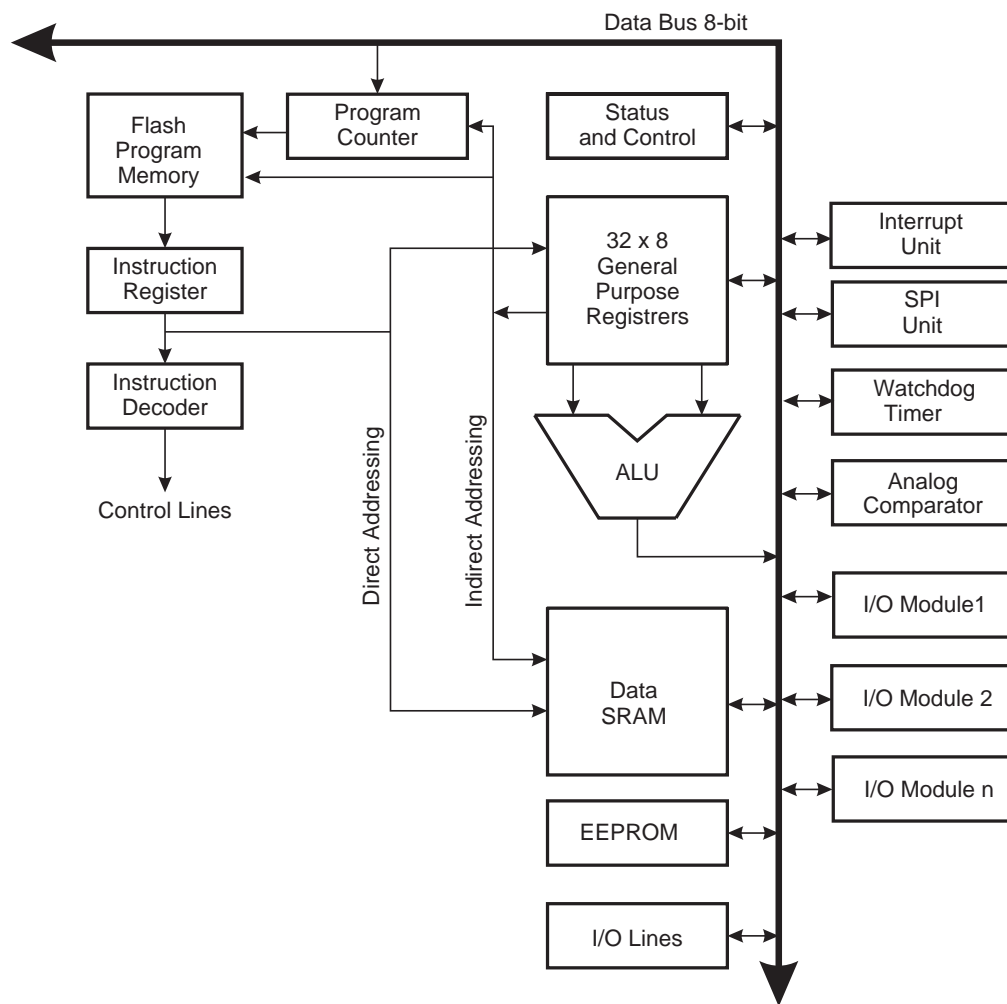 Data Bus 8-bit
Flash
Program
Memory
Program
Counter
Status
and Control
Instruction
Register
32 x 8
General
Purpose
Registrers
Interrupt
Unit
SPI
Unit
Instruction
Decoder
Watchdog
Timer
Control Lines
Direct Addressing
Indirect Addressing
ALU
Analog
Comparator
I/O Module1
Data
SRAM
I/O Module 2
I/O Module n
EEPROM
I/O Lines